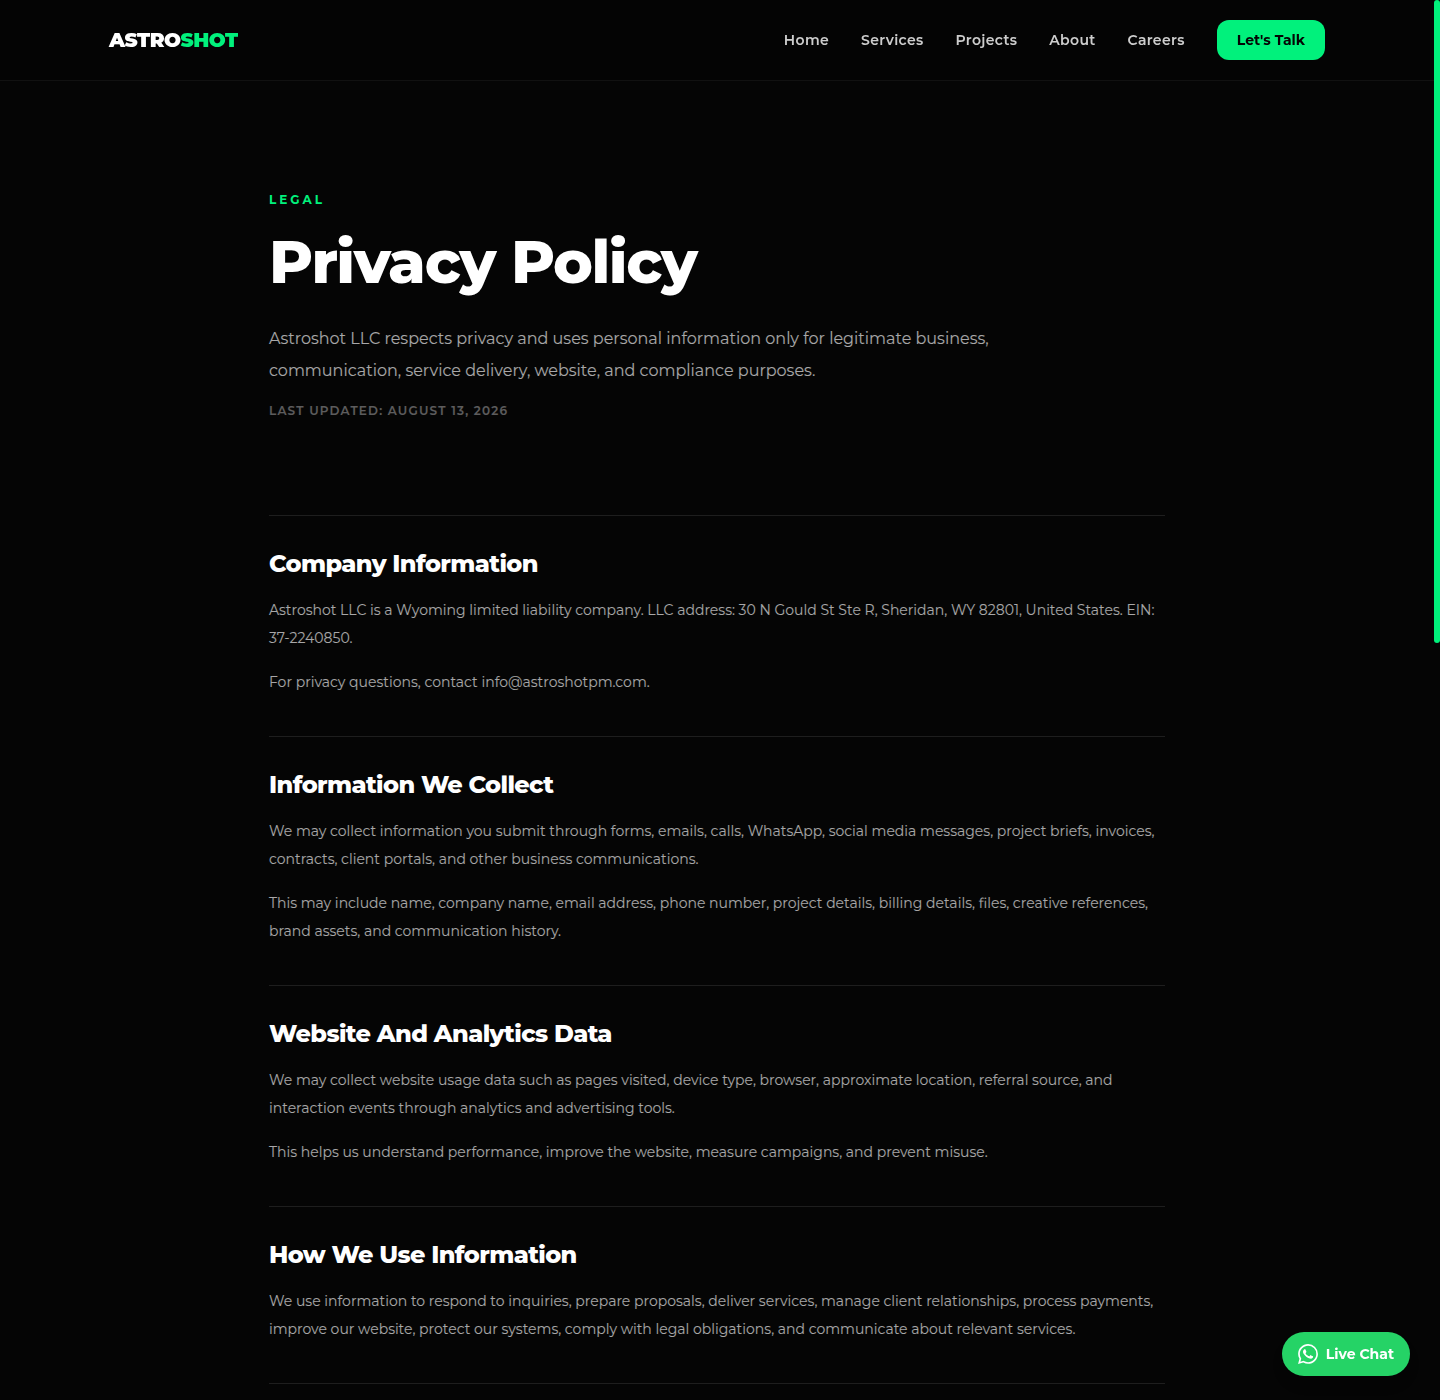 ASTROSHOT
Home Services Projects About Careers Let's Talk
LEGAL
Privacy Policy
Astroshot LLC respects privacy and uses personal information only for legitimate business,
communication, service delivery, website, and compliance purposes.
LAST UPDATED: AUGUST 13, 2026
Company Information
Astroshot LLC is a Wyoming limited liability company. LLC address: 30 N Gould St Ste R, Sheridan, WY 82801, United States. EIN:
37-2240850.
For privacy questions, contact info@astroshotpm.com.
Information We Collect
We may collect information you submit through forms, emails, calls, WhatsApp, social media messages, project briefs, invoices,
contracts, client portals, and other business communications.
This may include name, company name, email address, phone number, project details, billing details, files, creative references,
brand assets, and communication history.
Website And Analytics Data
We may collect website usage data such as pages visited, device type, browser, approximate location, referral source, and
interaction events through analytics and advertising tools.
This helps us understand performance, improve the website, measure campaigns, and prevent misuse.
How We Use Information
We use information to respond to inquiries, prepare proposals, deliver services, manage client relationships, process payments,
improve our website, protect our systems, comply with legal obligations, and communicate about relevant services.
Live Chat